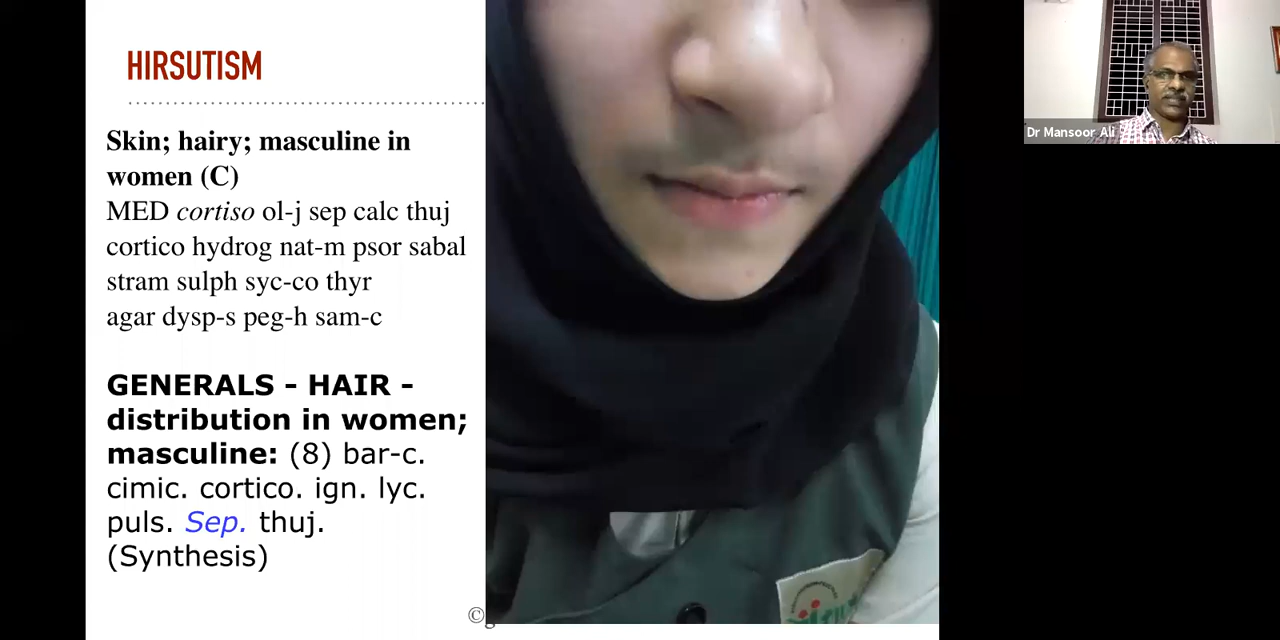 HIRSUTISM
Skin; hairy; masculine in
women (C)
MED cortiso ol-j sep calc thuj
cortico hydrog nat-m psor sabal
stram sulph syc-co thyr
agar dysp-s peg-h sam-c
GENERALS - HAIR -
distribution in women;
masculine: (8) bar-c.
cimic. cortico. ign. lyc.
puls. Sep. thuj.
(Synthesis)
©
Dr Mansoor Ali